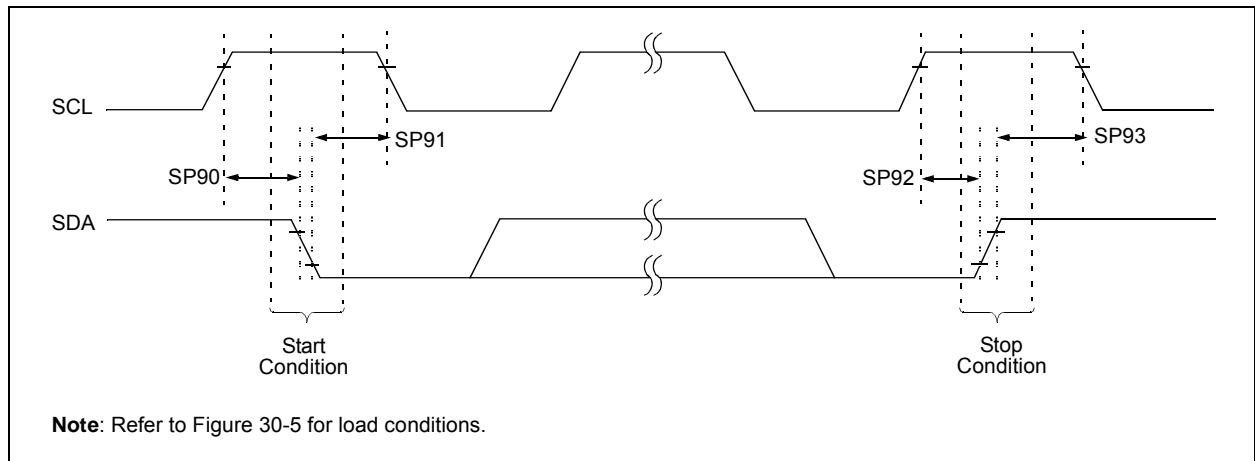 SCL
SP91
SP93
SP90
SP92
SDA
Start
Condition
Stop
Condition
Note: Refer to Figure 30-5 for load conditions.